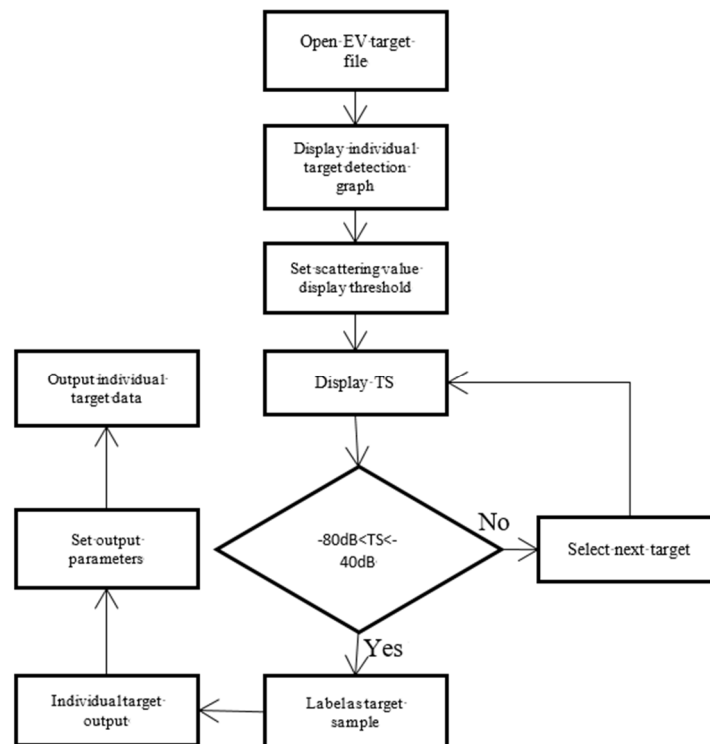 Open EV target
file
Display individual
target detection
graph
Set scattering value
display threshold
Display TS
-80dB<TS<-
40dB
No
Select next target
Yes
Label as target
sample
Individual target
output
Set output
parameters
Output individual
target data